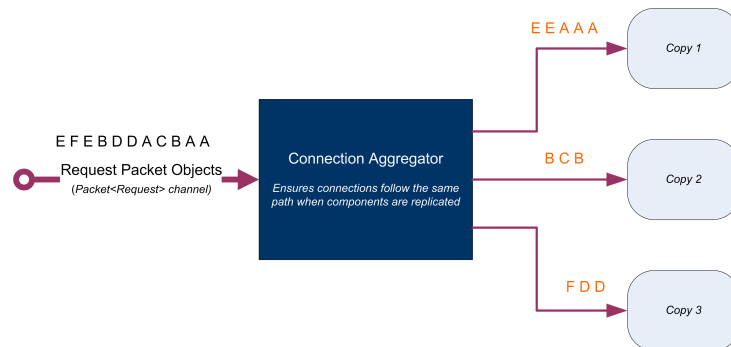 E E A A A
Copy 1
E F E B D D A C B A A
Request Packet Objects
(Packet<Request> channel)
Connection Aggregator
Ensures connections follow the same
path when components are replicated
B C B
Copy 2
F D D
Copy 3